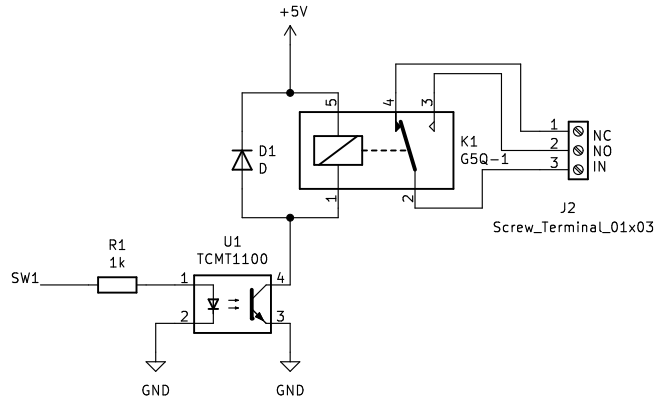 +5V
5
4
3
D1
D
K1
G5Q-1
1
2
3
NC
NO
IN
1
2
J2
Screw_Terminal_01x03
R1
1k
U1
TCMT1100
SW1
1
4
2
3
GND
GND